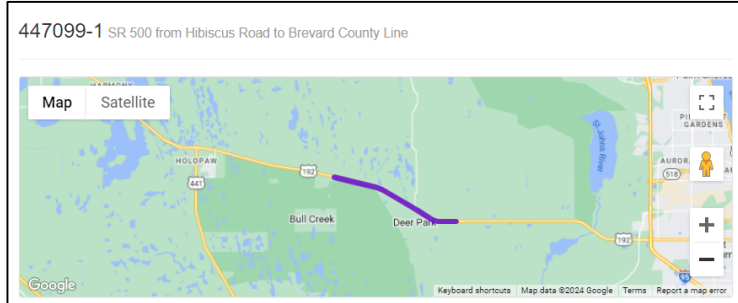 447099-1 SR 500 from Hibiscus Road to Brevard County Line
HARMONY
Map Satellite
GARDENS
St Johns River
HOLOPAW
192
AURORA
518
441
Bull Creek
Deer Park
192
95
Google
Keyboard shortcuts Map data ©2024 Google Terms Report a map error